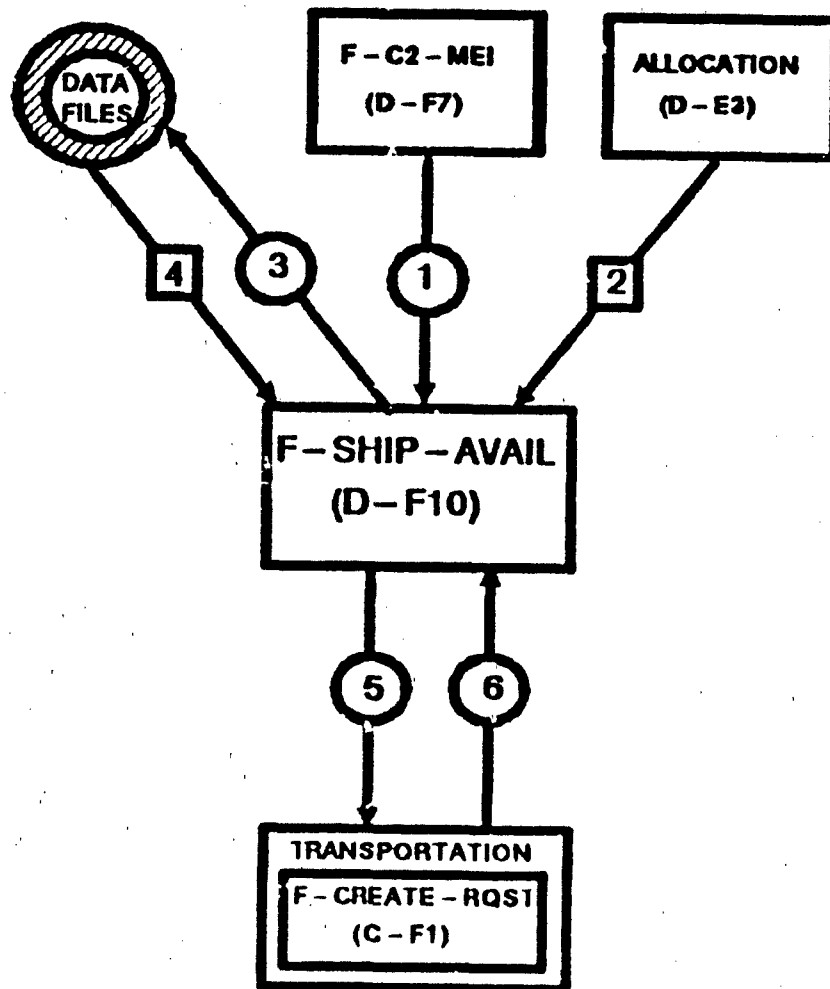 DATA
FILES
F-C2-MEI
(D-F7)
ALLOCATION
(D-E3)
4
3
1
2
F-SHIP-AVAIL
(D-F10)
5
6
TRANSPORTATION
F-CREATE-RQST
(C-F1)